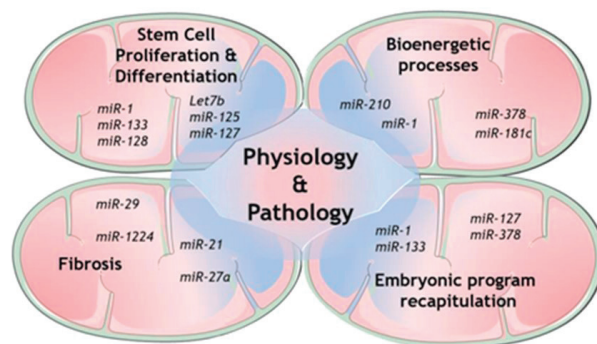 Stem Cell
Proliferation &
Differentiation
miR-1
miR-133
miR-128
Let7b
miR-125
miR-127
Bioenergetic
processes
miR-210
miR-1
miR-378
miR-181c
Physiology
&
Pathology
miR-29
miR-1224
Fibrosis
miR-21
miR-27a
miR-1
miR-133
miR-127
miR-378
Embryonic program
recapitulation